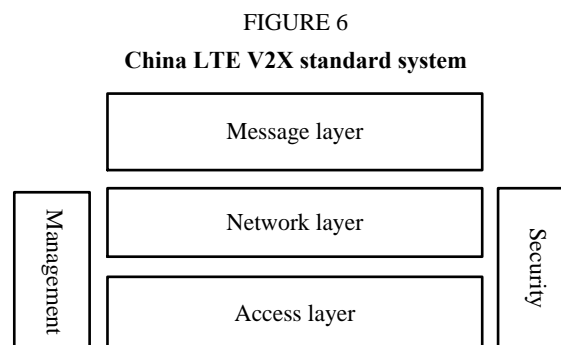 FIGURE 6
China LTE V2X standard system
Message layer
Management
Network layer
Security
Access layer